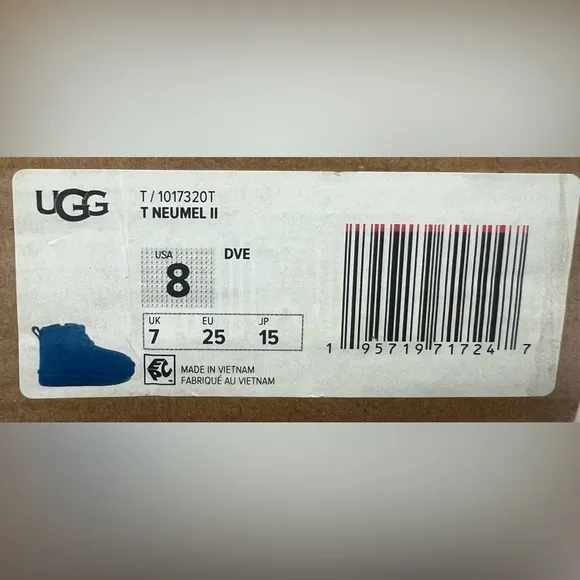 UGG
T / 1017320T
T NEUMEL II
USA
8
DVE
UK EU JP
7 25 15
MADE IN VIETNAM
FABRIQUÉ AU VIETNAM
1 95719 71724 7